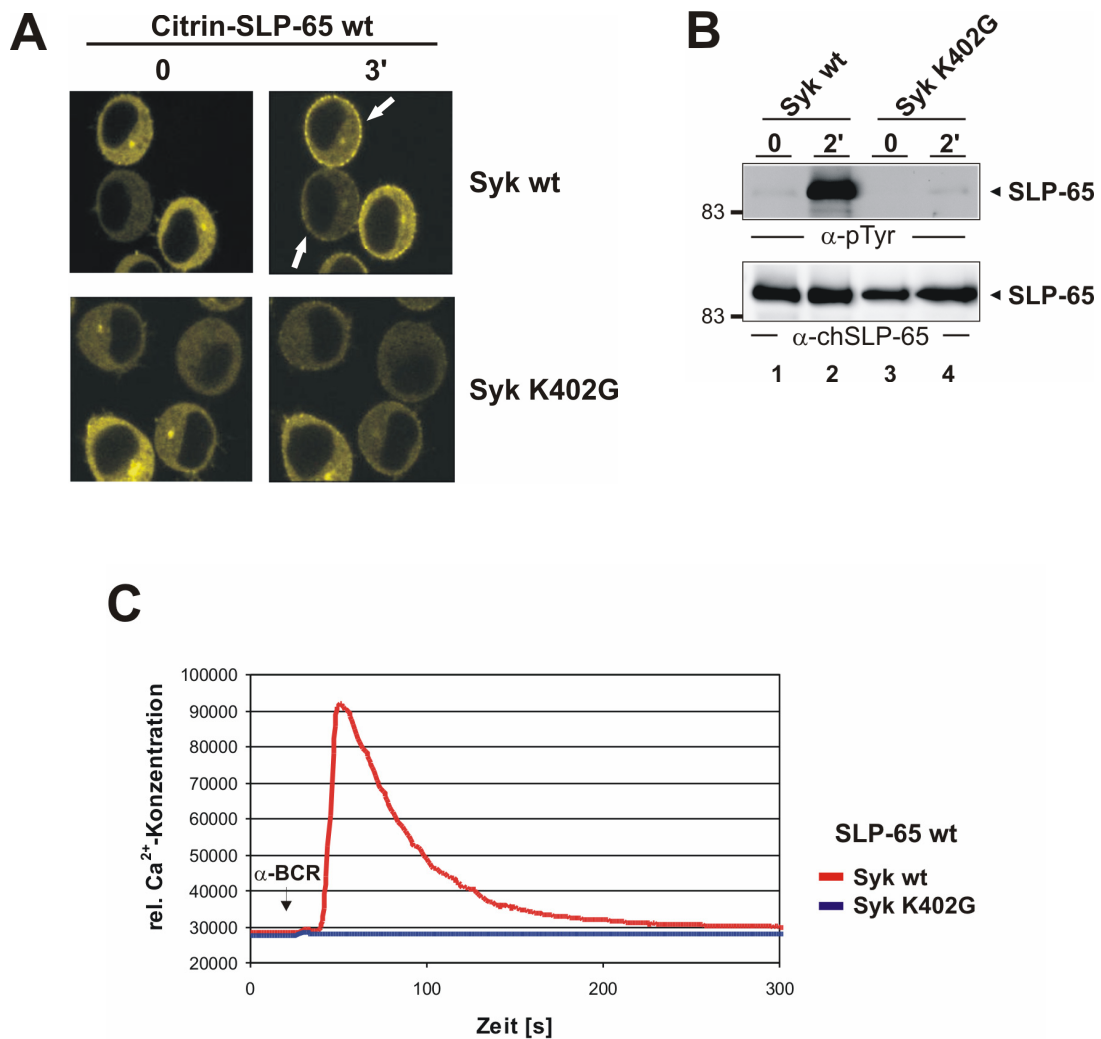 A
Citrin-SLP-65 wt
0 3'
Syk wt
Syk K402G
B
Syk wt Syk K402G
0 2' 0 2'
SLP-65
83
α-pTyr
SLP-65
83
α-chSLP-65
1 2 3 4
C
100000
90000
80000
70000
60000
50000
40000
30000
20000
rel. Ca²⁺-Konzentration
α-BCR
0 100 200 300
Zeit [s]
SLP-65 wt
Syk wt
Syk K402G